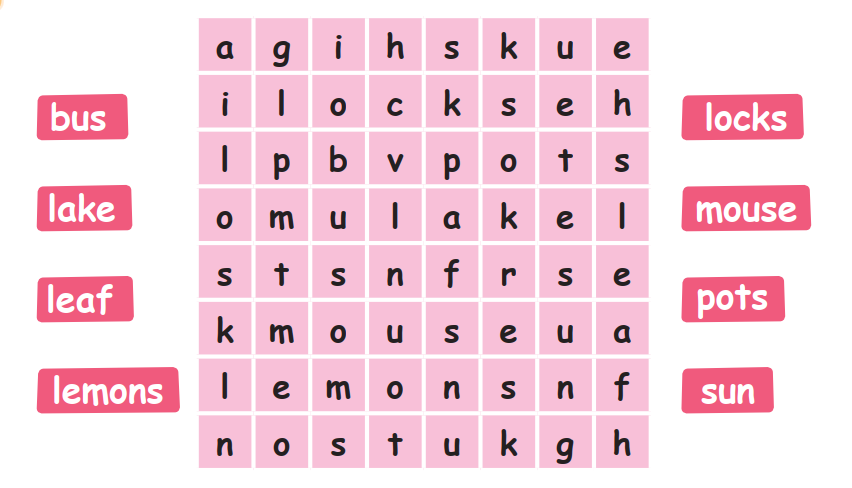 a g i h s k u e
i l o c k s e h
bus
locks
l p b v p o t s
lake
o m u l a k e l
mouse
s t s n f r s e
leaf
pots
k m o u s e u a
lemons
l e m o n s n f
sun
n o s t u k g h